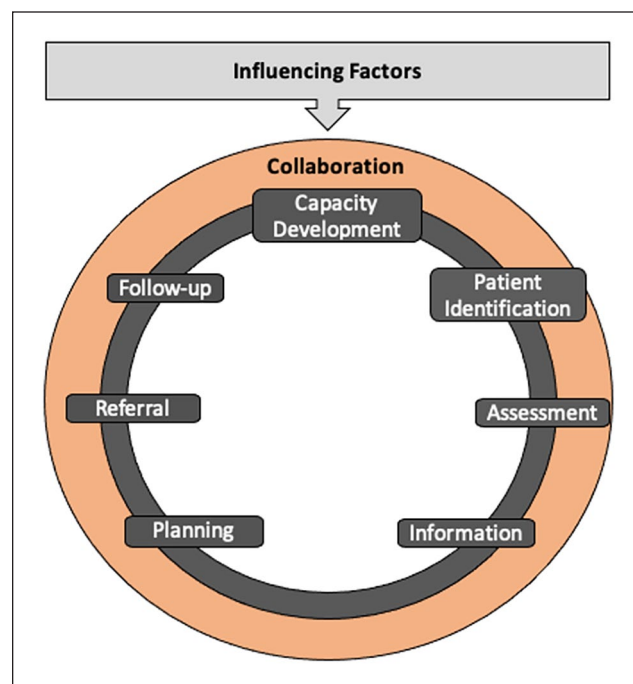 Influencing Factors
Collaboration
Capacity
Development
Patient
Identification
Assessment
Information
Planning
Referral
Follow-up